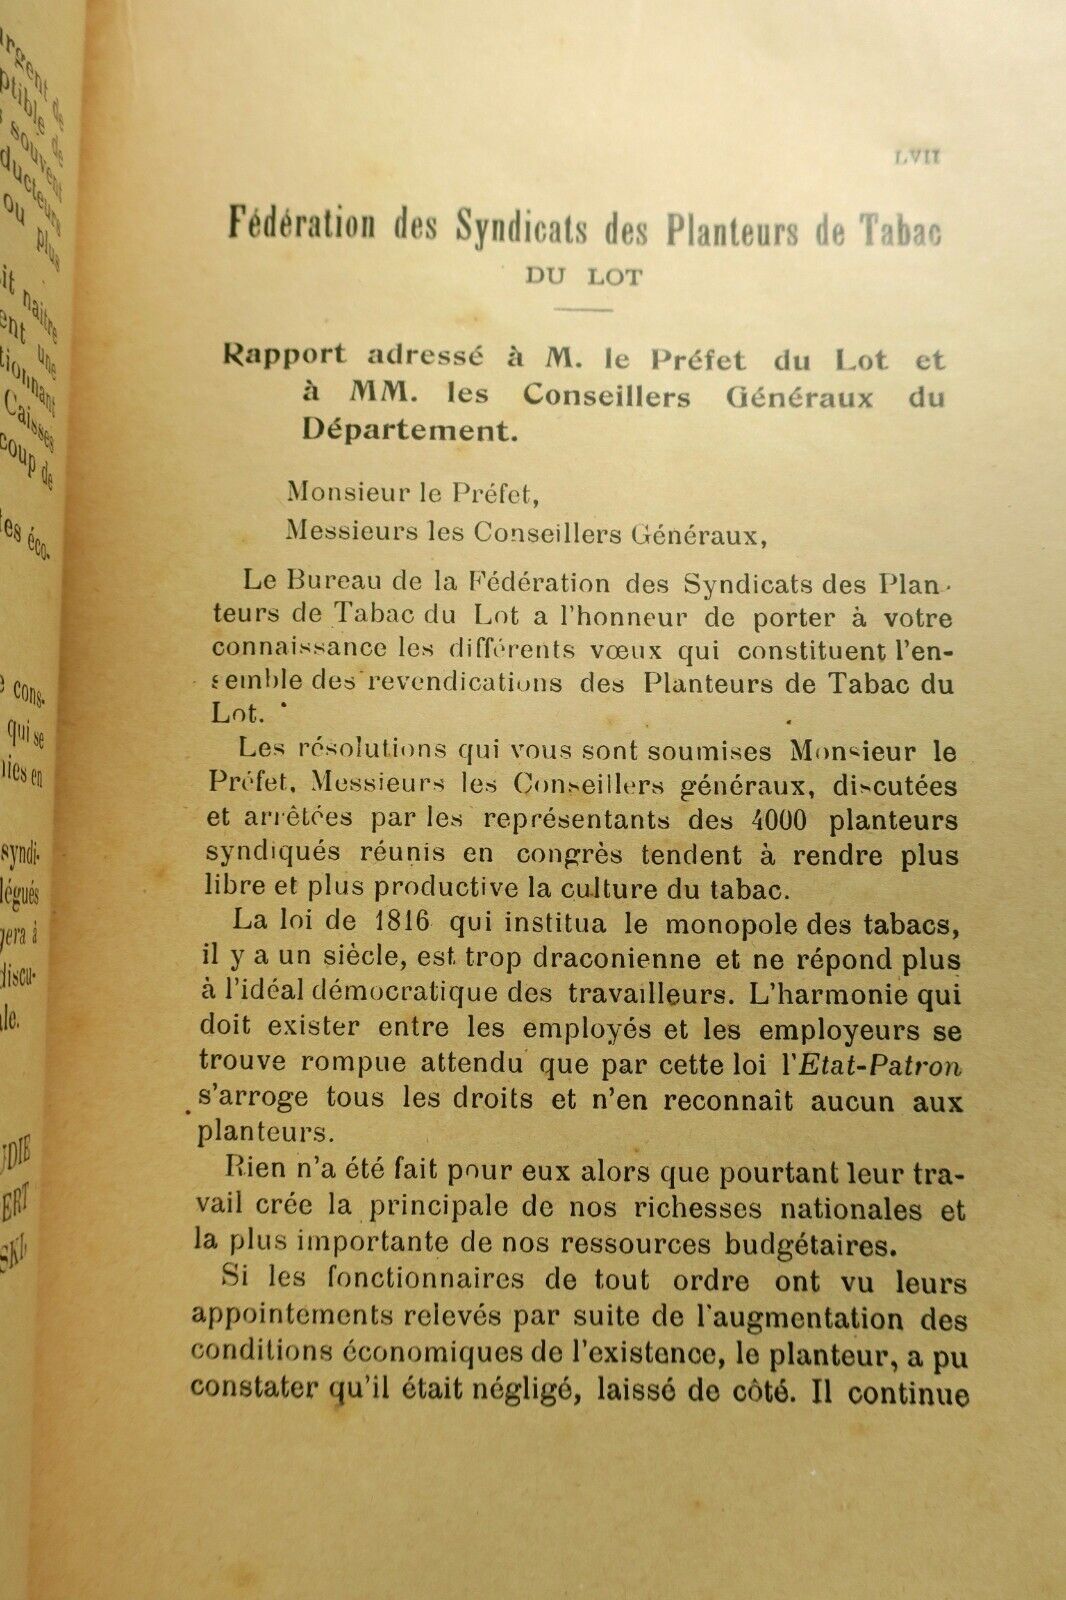 LVII
Fédération des Syndicats des Planteurs de Tabac
DU LOT
Rapport adressé à M. le Préfet du Lot et
à MM. les Conseillers Généraux du
Département.
Monsieur le Préfet,
Messieurs les Conseillers Généraux,
Le Bureau de la Fédération des Syndicats des Plan-
teurs de Tabac du Lot a l'honneur de porter à votre
connaissance les différents vœux qui constituent l'en-
semble des revendications des Planteurs de Tabac du
Lot.
Les résolutions qui vous sont soumises Monsieur le
Préfet, Messieurs les Conseillers généraux, discutées
et arrêtées par les représentants des 4000 planteurs
syndiqués réunis en congrès tendent à rendre plus
libre et plus productive la culture du tabac.
La loi de 1816 qui institua le monopole des tabacs,
il y a un siècle, est trop draconienne et ne répond plus
à l'idéal démocratique des travailleurs. L'harmonie qui
doit exister entre les employés et les employeurs se
trouve rompue attendu que par cette loi l'Etat-Patron
s'arroge tous les droits et n'en reconnait aucun aux
planteurs.
Rien n'a été fait pour eux alors que pourtant leur tra-
vail crée la principale de nos richesses nationales et
la plus importante de nos ressources budgétaires.
Si les fonctionnaires de tout ordre ont vu leurs
appointements relevés par suite de l'augmentation des
conditions économiques de l'existence, le planteur, a pu
constater qu'il était négligé, laissé de côté. Il continue